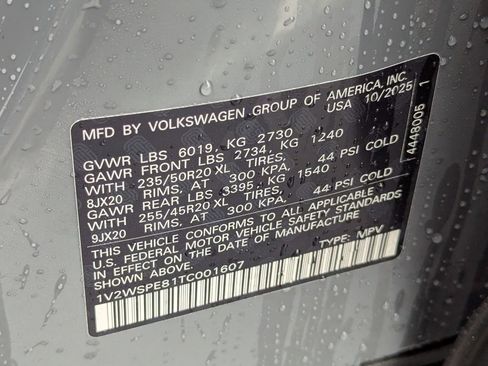 MFD BY VOLKSWAGEN GROUP OF AMERICA, INC.
USA 10/2025
GVWR LBS 6019, KG 2730
GAWR FRONT LBS 2734, KG 1240
WITH 235/50R20 XL TIRES,
8JX20 RIMS, AT 300 KPA, 44 PSI COLD
GAWR REAR LBS 3395, KG 1540
WITH 255/45R20 XL TIRES,
9JX20 RIMS, AT 300 KPA, 44 PSI COLD
THIS VEHICLE CONFORMS TO ALL APPLICABLE
U.S. FEDERAL MOTOR VEHICLE SAFETY STANDARDS
IN EFFECT ON THE DATE OF MANUFACTURE
SHOWN ABOVE. TYPE: MPV
1V2WSPE81TC001607
4448005 1